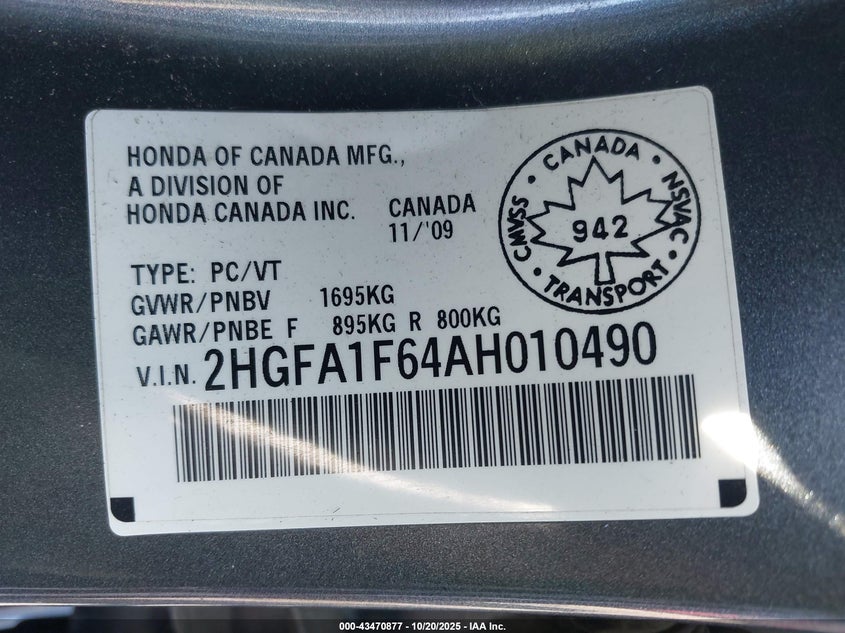 HONDA OF CANADA MFG.,
A DIVISION OF
HONDA CANADA INC. CANADA
11/'09
TYPE: PC/VT
GVWR/PNBV 1695KG
GAWR/PNBE F 895KG R 800KG
V.I.N. 2HGFA1F64AH010490
CANADA
NSVAC
TRANSPORT
CMVSS
942
000-43470877 - 10/20/2025 - IAA Inc.